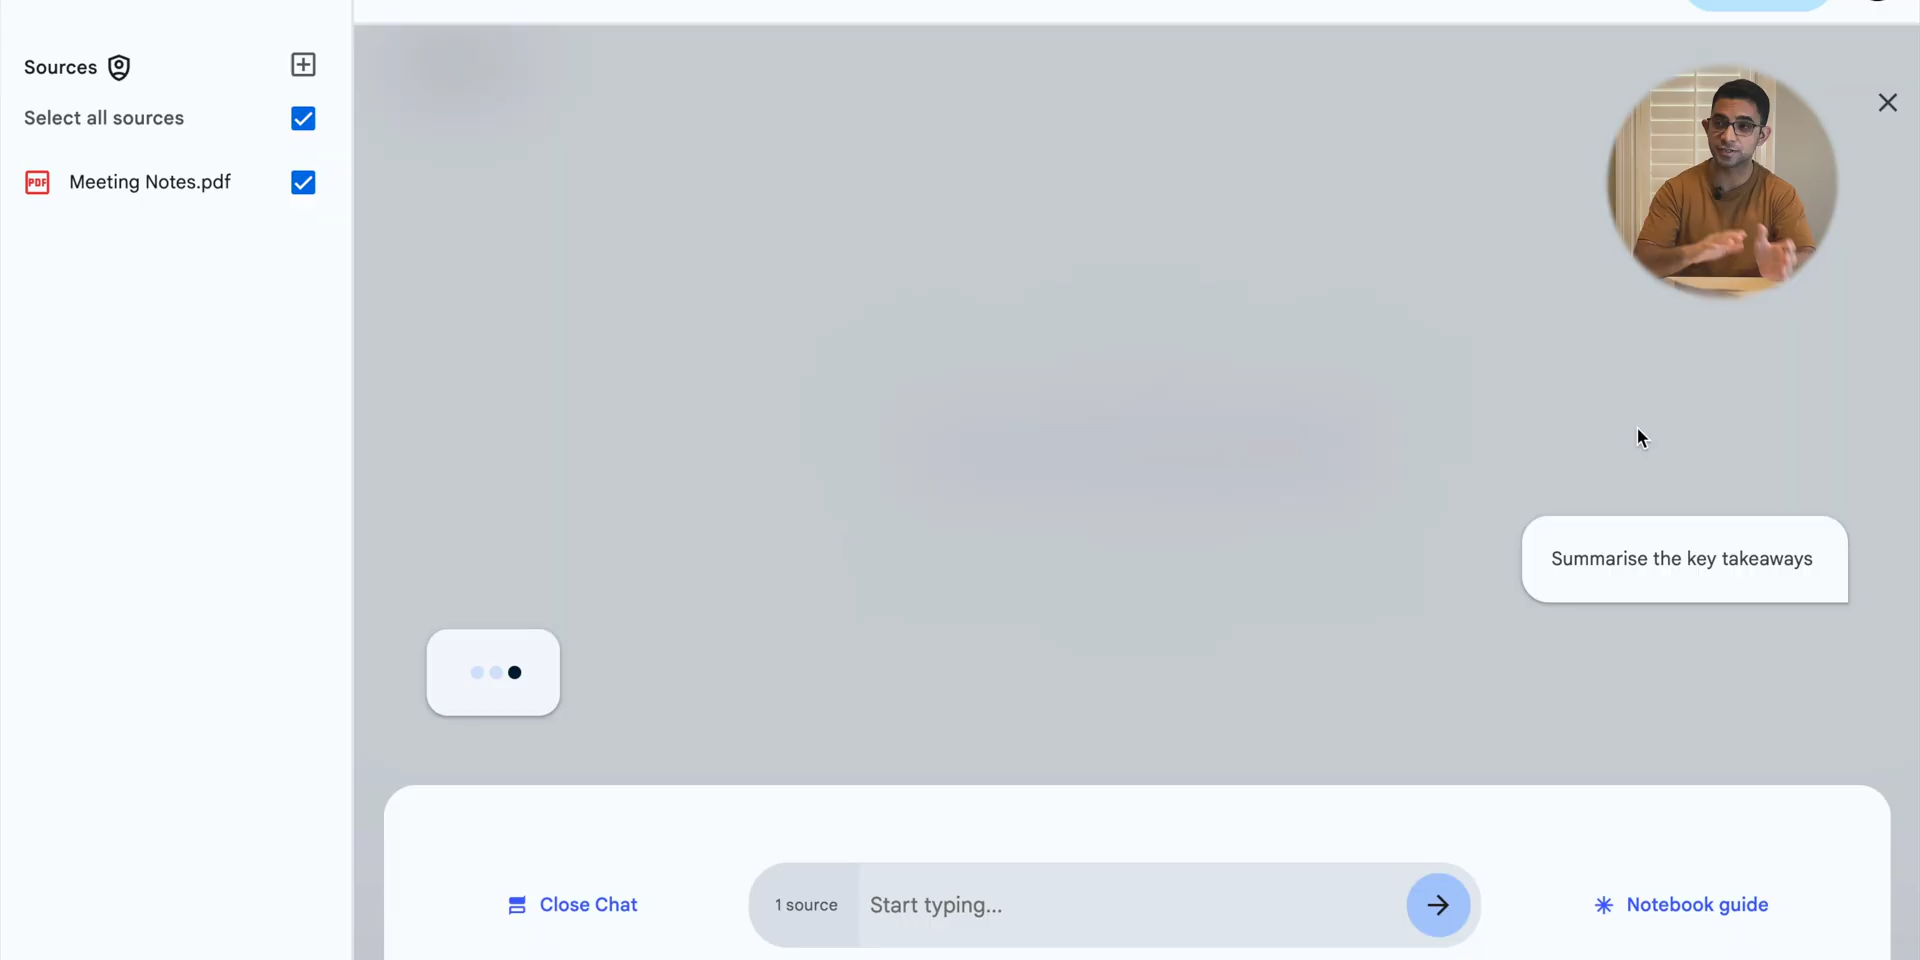 Sources
Select all sources
PDF Meeting Notes.pdf
Summarise the key takeaways
Close Chat
1 source
Start typing...
Notebook guide